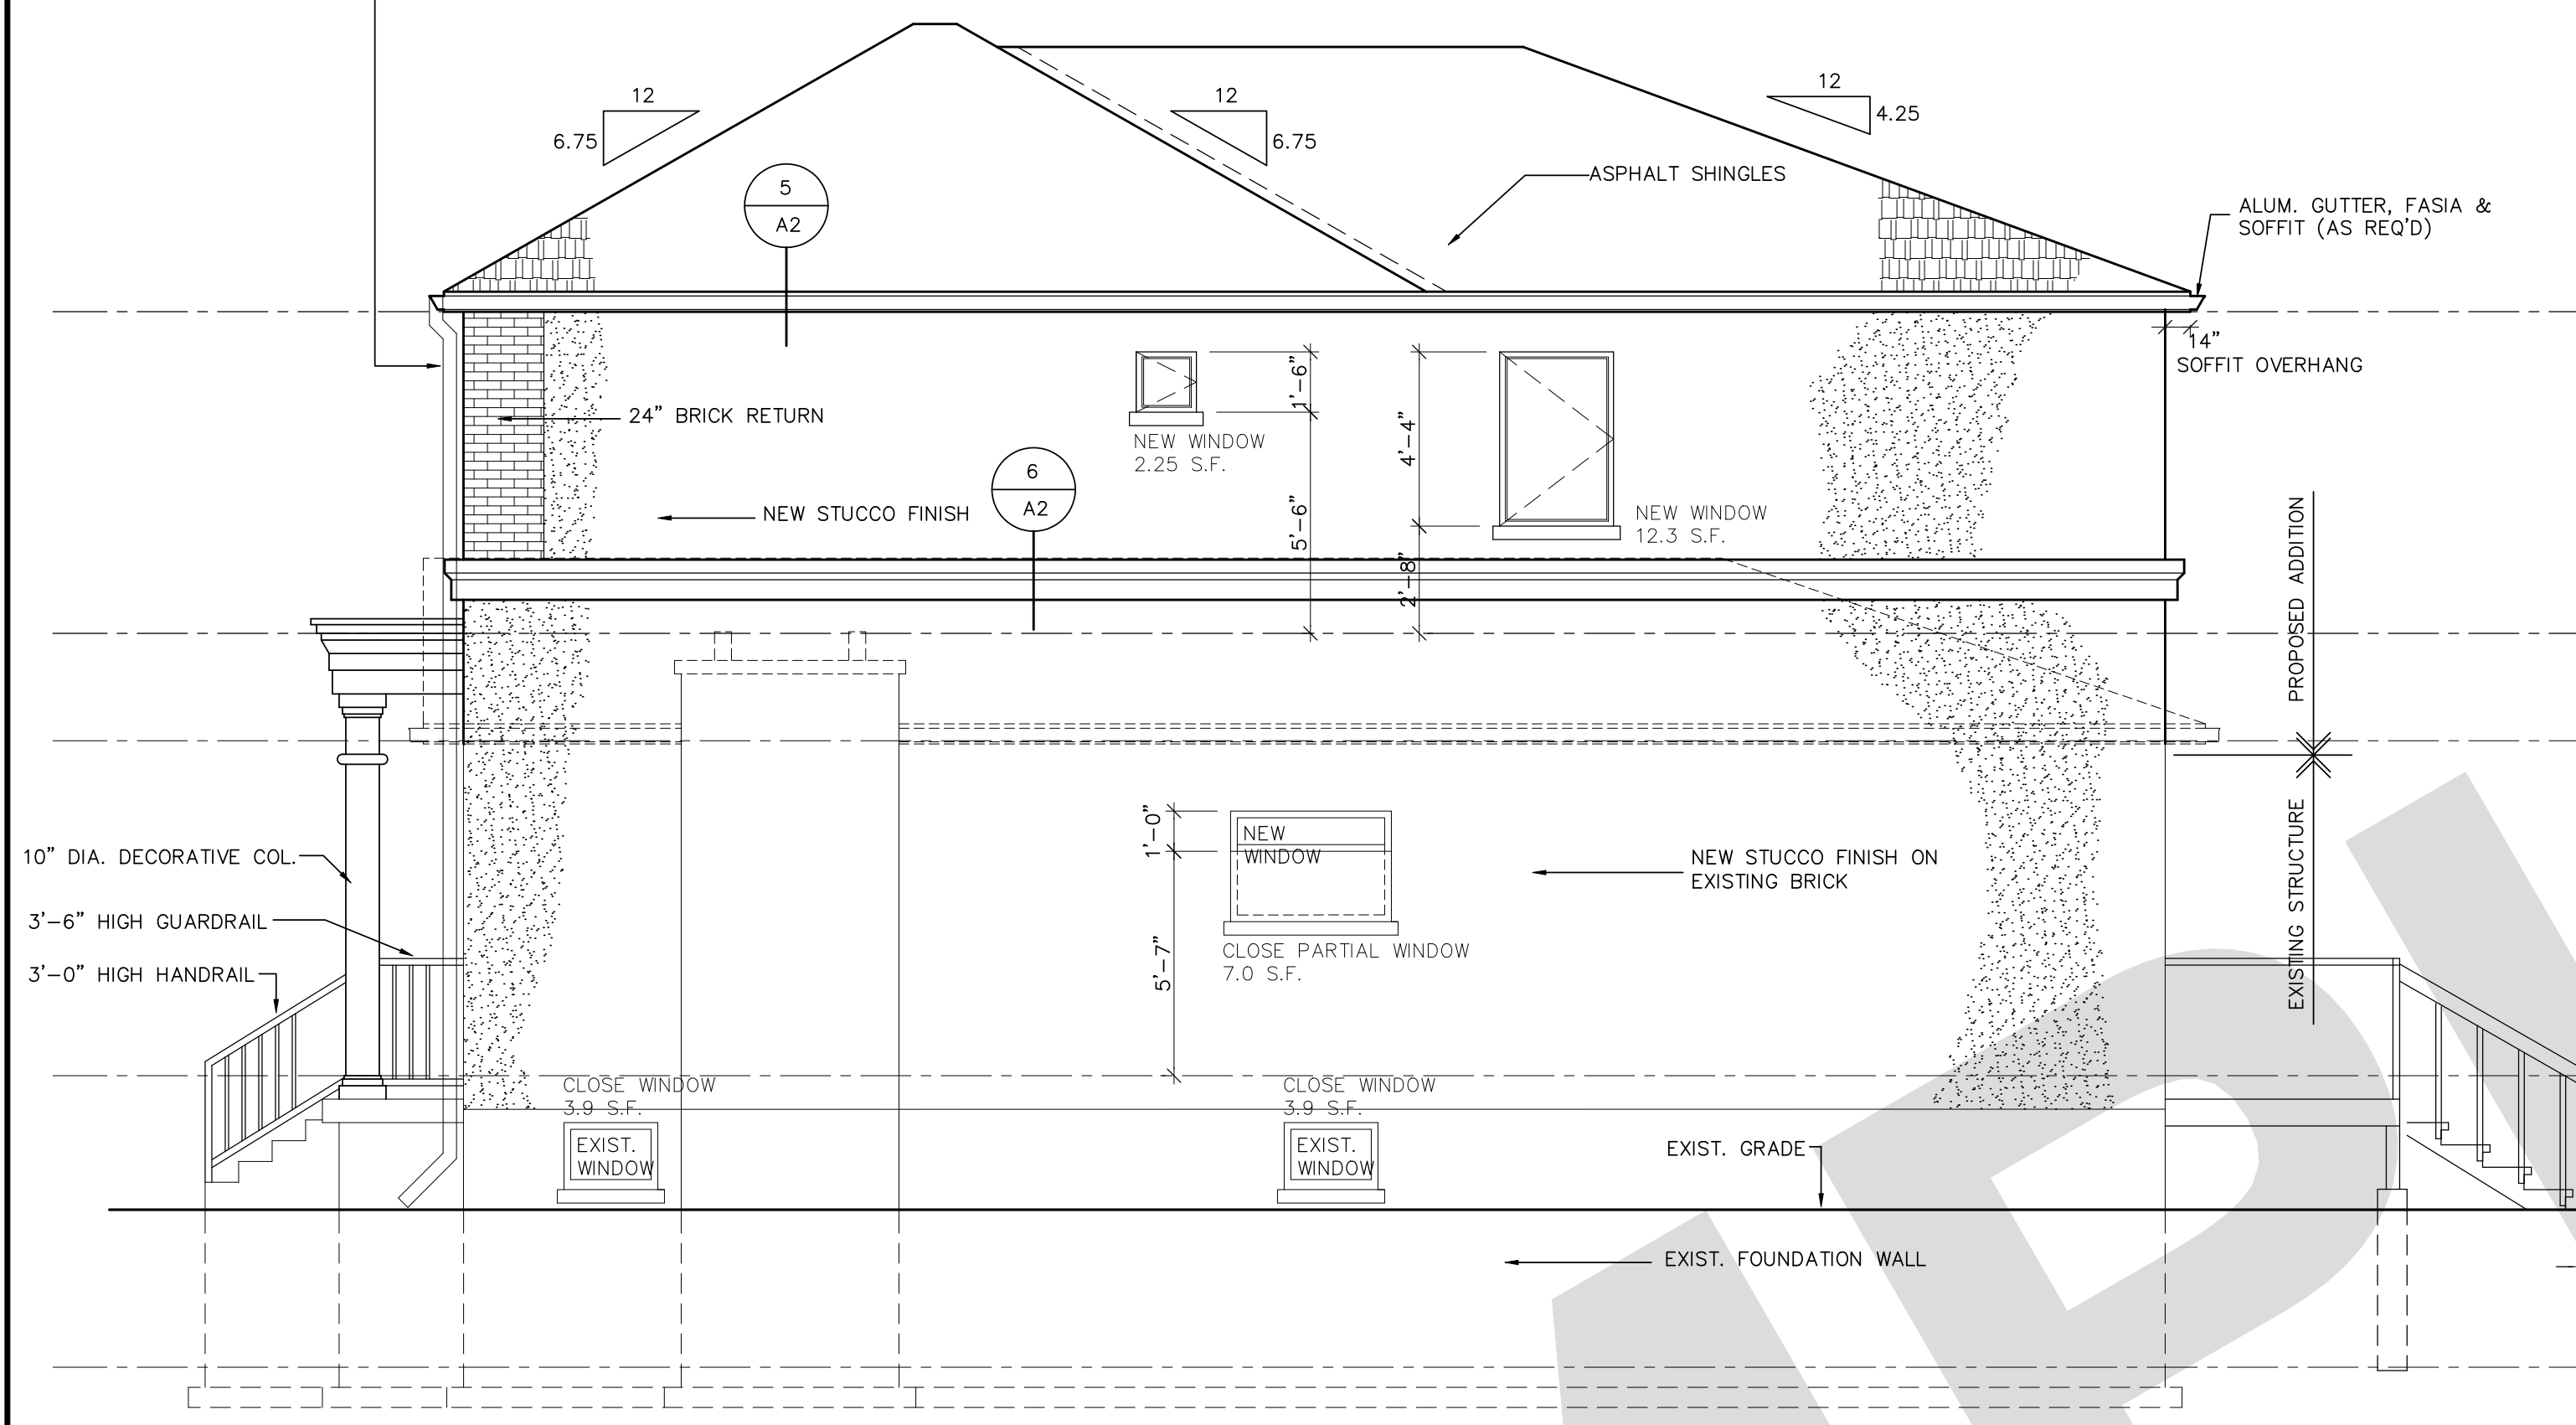 12
6.75
12
6.75
12
4.25
5
A2
ASPHALT SHINGLES
ALUM. GUTTER, FASIA &
SOFFIT (AS REQ'D)
14"
SOFFIT OVERHANG
24" BRICK RETURN
1'-6"
4'-4"
NEW WINDOW
2.25 S.F.
6
A2
NEW STUCCO FINISH
5'-6"
NEW WINDOW
12.3 S.F.
2'-8"
PROPOSED ADDITION
EXISTING STRUCTURE
1'-0"
NEW
WINDOW
10" DIA. DECORATIVE COL.
NEW STUCCO FINISH ON
EXISTING BRICK
3'-6" HIGH GUARDRAIL
3'-0" HIGH HANDRAIL
CLOSE PARTIAL WINDOW
7.0 S.F.
5'-7"
CLOSE WINDOW
3.9 S.F.
EXIST.
WINDOW
CLOSE WINDOW
3.9 S.F.
EXIST.
WINDOW
EXIST. GRADE
EXIST. FOUNDATION WALL